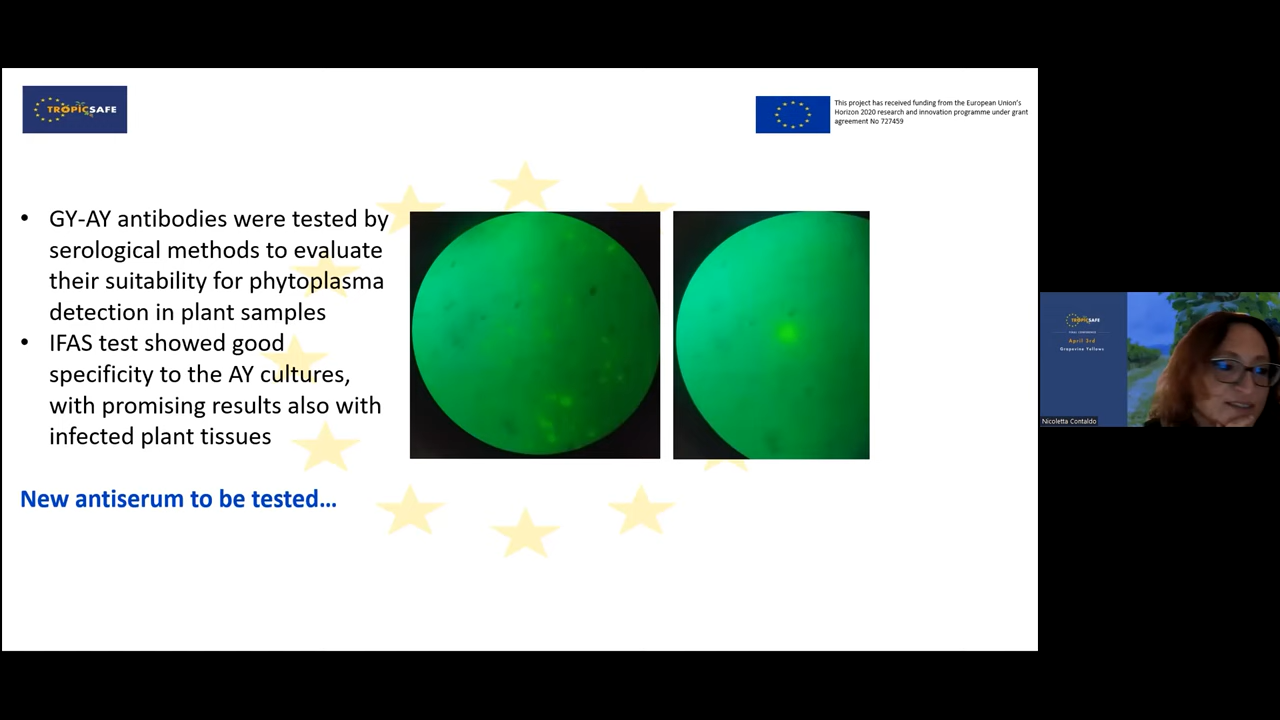 TROPICSAFE
This project has received funding from the European Union's
Horizon 2020 research and innovation programme under grant
agreement No 727459
• GY-AY antibodies were tested by
serological methods to evaluate
their suitability for phytoplasma
detection in plant samples
• IFAS test showed good
specificity to the AY cultures,
with promising results also with
infected plant tissues
New antiserum to be tested…
TROPICSAFE
FINAL CONFERENCE
April 3rd
Grapevine Yellows
Nicoletta Contaldo